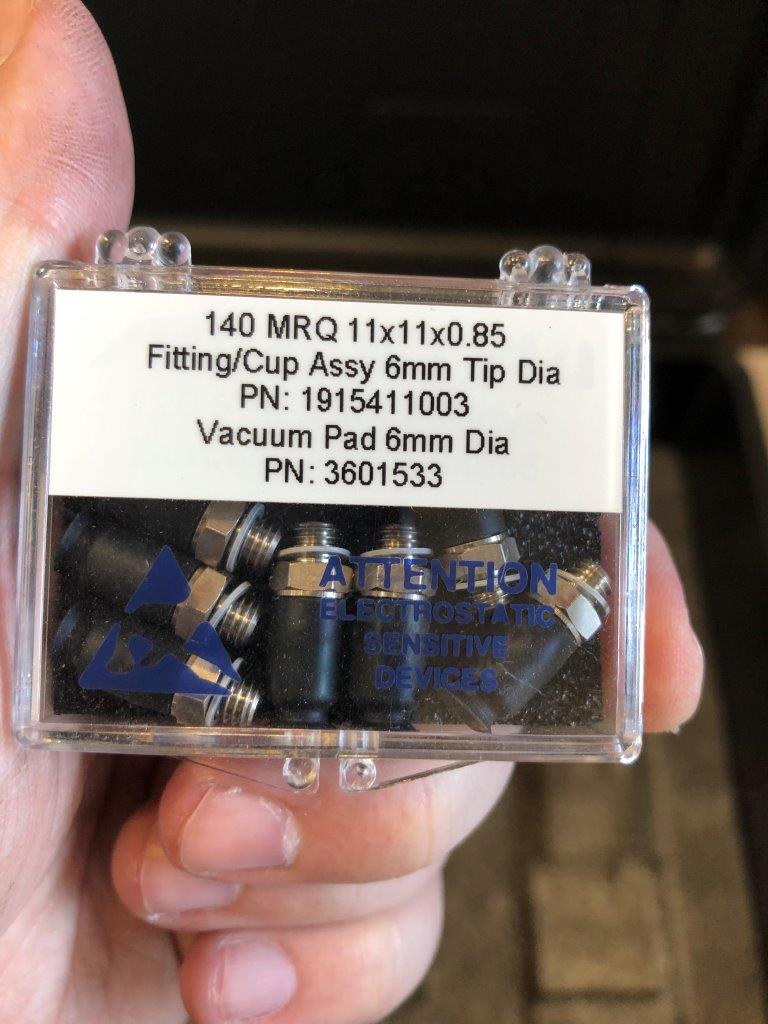 140 MRQ 11x11x0.85
Fitting/Cup Assy 6mm Tip Dia
PN: 1915411003
Vacuum Pad 6mm Dia
PN: 3601533
ATTENTION
ELECTROSTATIC
SENSITIVE
DEVICES